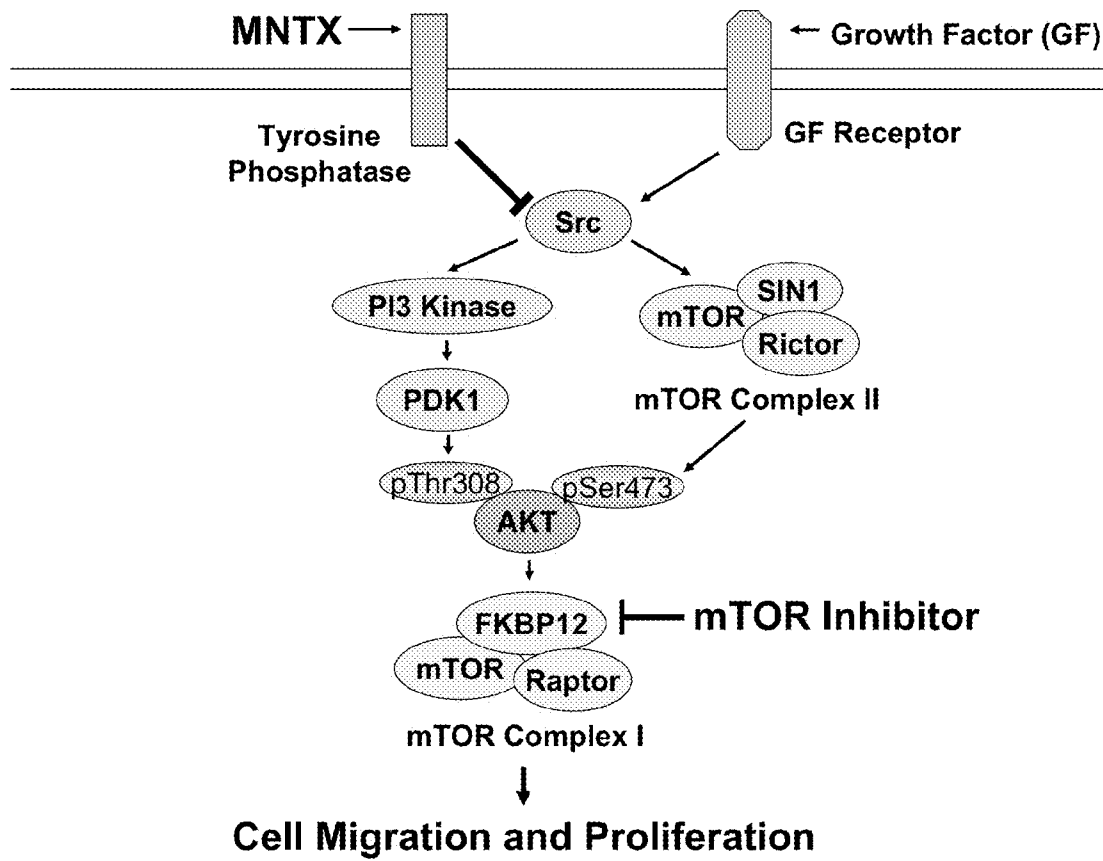 MNTX
Growth Factor (GF)
Tyrosine
Phosphatase
GF Receptor
Src
PI3 Kinase
SIN1
mTOR
Rictor
PDK1
mTOR Complex II
pThr308
pSer473
AKT
FKBP12
mTOR Inhibitor
mTOR
Raptor
mTOR Complex I
Cell Migration and Proliferation